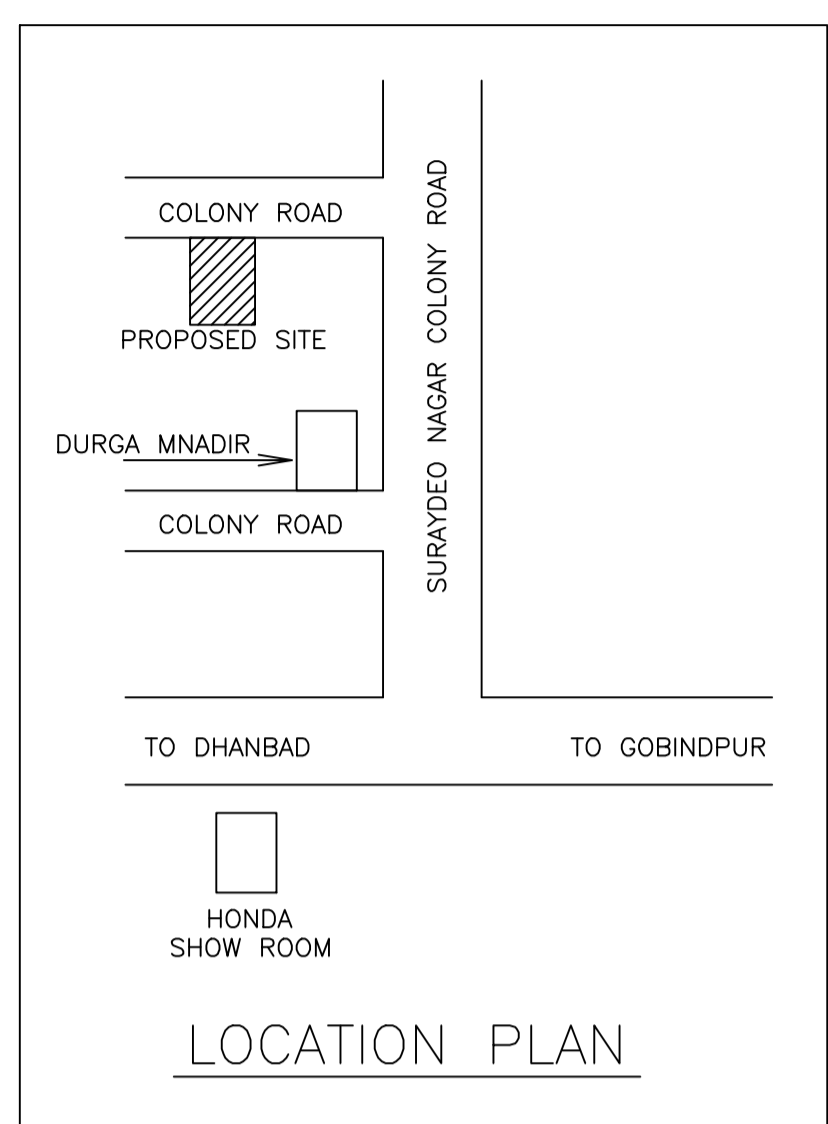 COLONY ROAD
SURAYDEO NAGAR COLONY ROAD
PROPOSED SITE
DURGA MNADIR
COLONY ROAD
TO DHANBAD
TO GOBINDPUR
HONDA
SHOW ROOM
LOCATION PLAN